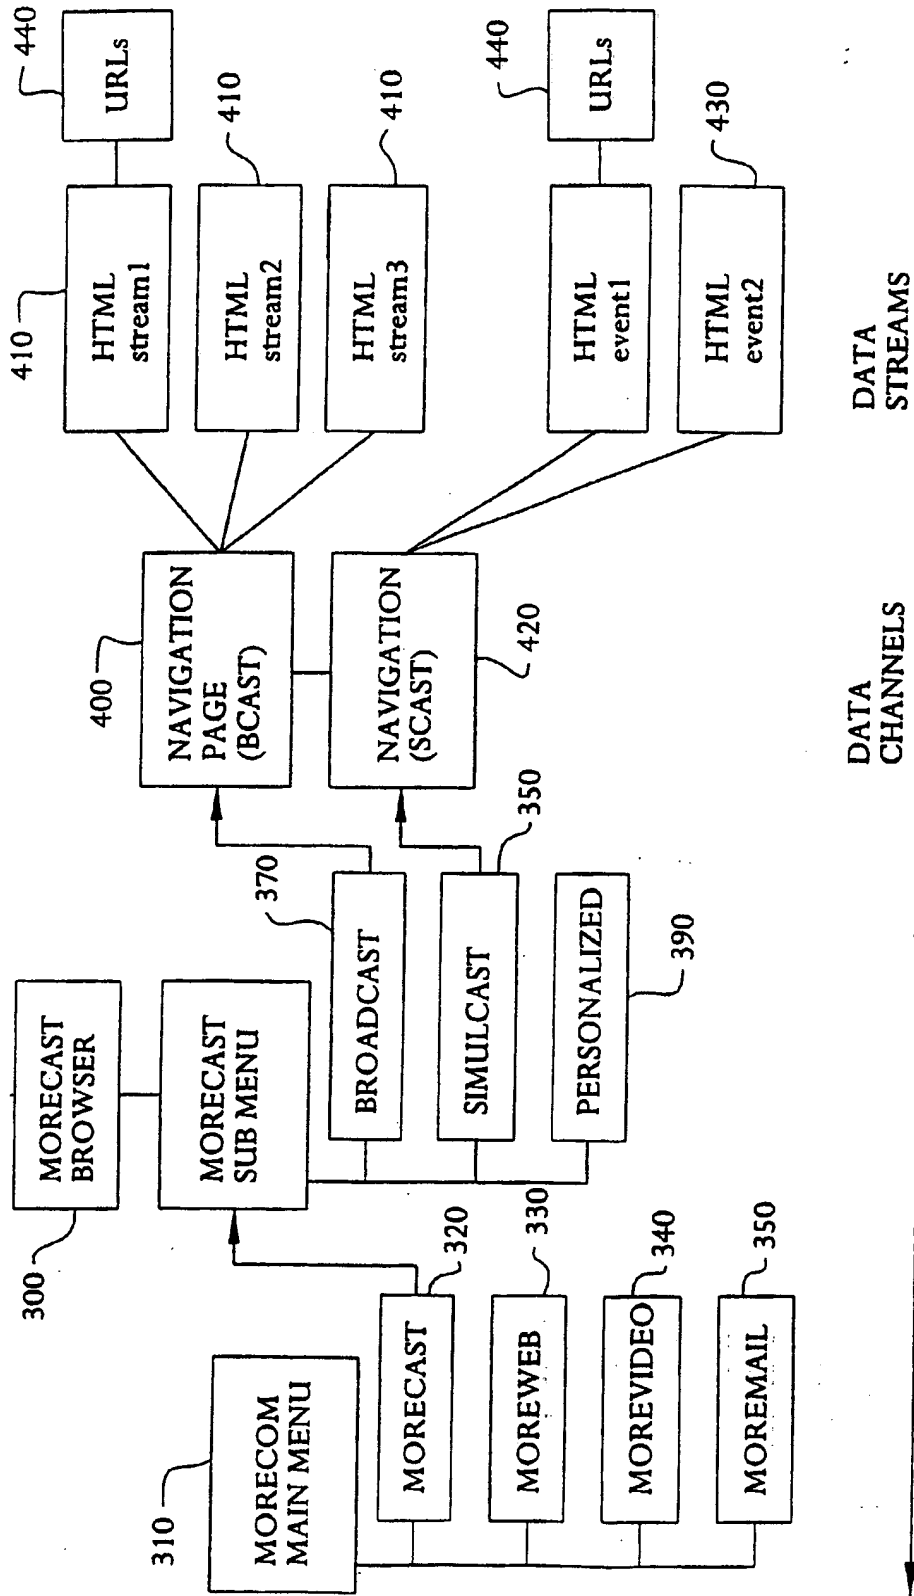 310
MORECOM
MAIN MENU
MORECAST
320
MOREWEB
330
MOREVIDEO
340
MOREMAIL
350
300
MORECAST
BROWSER
MORECAST
SUB MENU
BROADCAST
370
SIMULCAST
350
PERSONALIZED
390
400
NAVIGATION
PAGE
(BCAST)
NAVIGATION
(SCAST)
420
DATA
CHANNELS
410
HTML
stream1
HTML
stream2
410
HTML
stream3
410
HTML
event1
HTML
event2
430
440
URLs
440
URLs
DATA
STREAMS